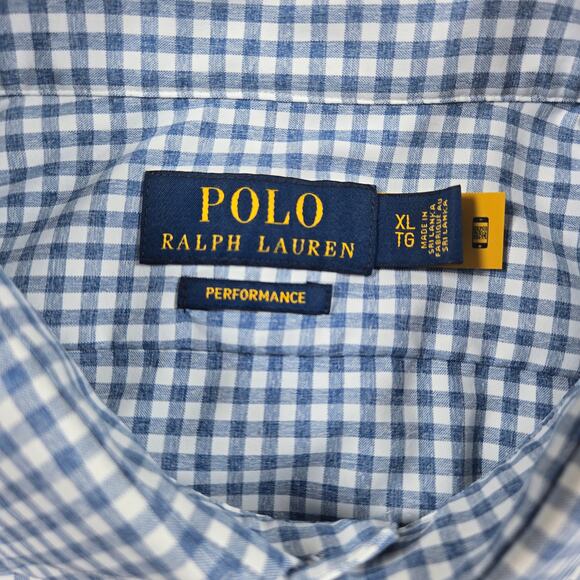 POLO
RALPH LAUREN
PERFORMANCE
XL
TG
MADE IN
SRI LANKA
FABRIQUÉ AU
SRI LANKA